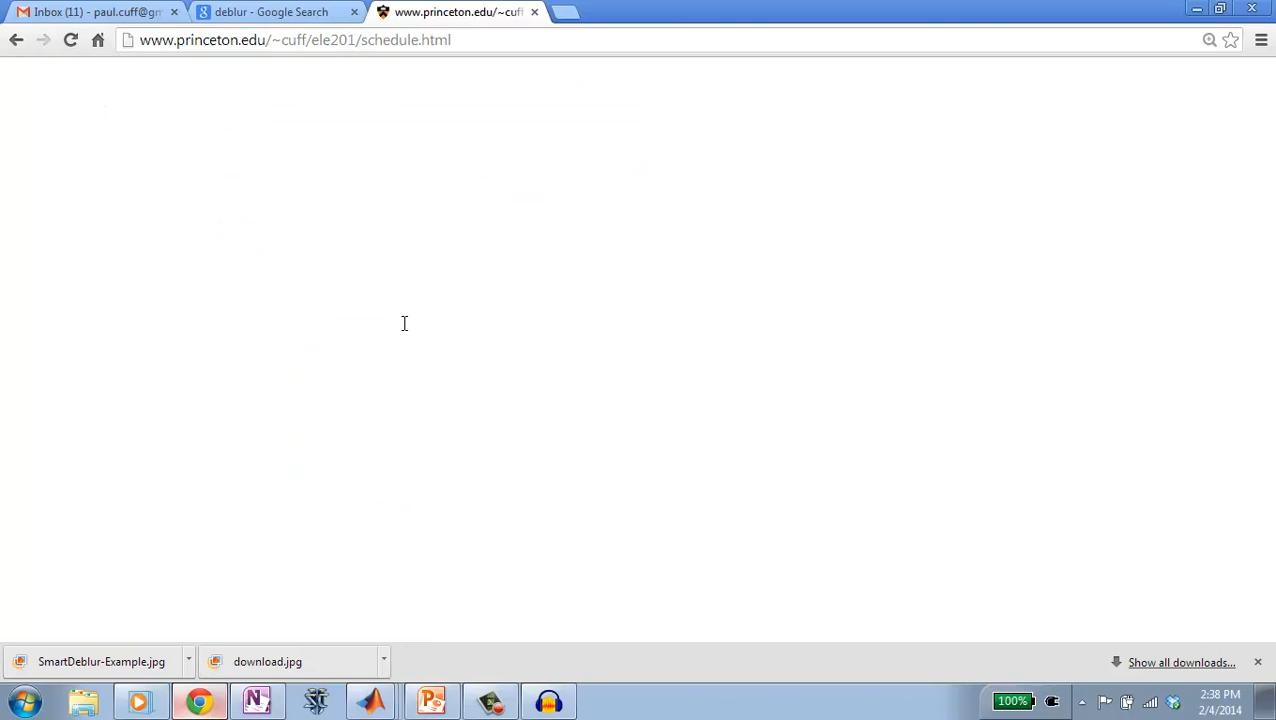 Inbox (11) - paul.cuff@gm
deblur - Google Search
www.princeton.edu/~cuff
www.princeton.edu/~cuff/ele201/schedule.html
SmartDeblur-Example.jpg
download.jpg
Show all downloads...
100%
2:38 PM
2/4/2014